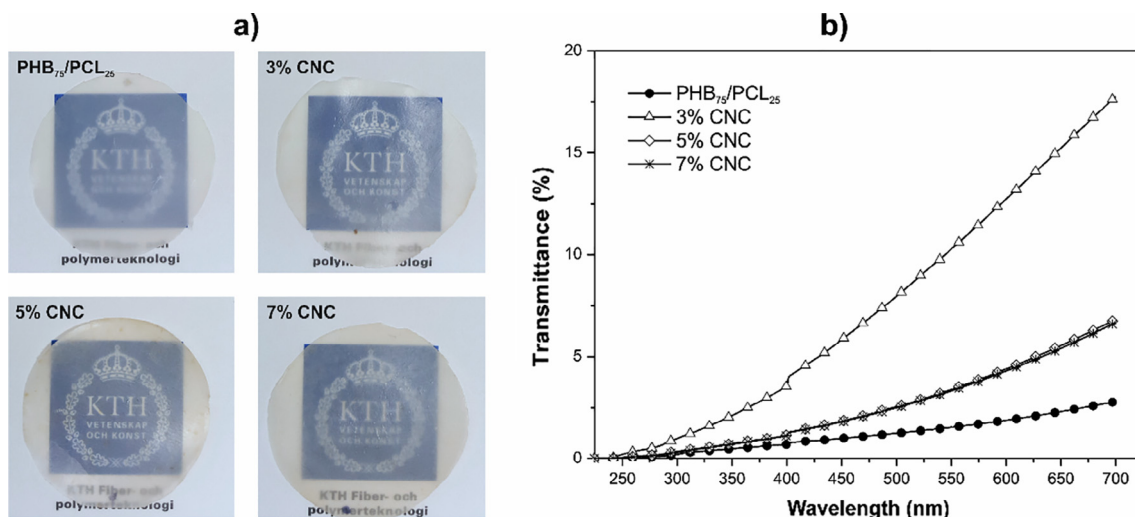 a)
PHB₇₅/PCL₂₅
KTH
VETENSKAP
OCH KONST
KTH Fiber- och
polymerteknologi
3% CNC
KTH
VETENSKAP
OCH KONST
KTH Fiber- och
polymerteknologi
5% CNC
KTH
VETENSKAP
OCH KONST
KTH Fiber- och
polymerteknologi
7% CNC
KTH
VETENSKAP
OCH KONST
KTH Fiber- och
polymerteknologi
b)
20
15
10
5
0
Transmittance (%)
PHB₇₅/PCL₂₅
3% CNC
5% CNC
7% CNC
250 300 350 400 450 500 550 600 650 700
Wavelength (nm)